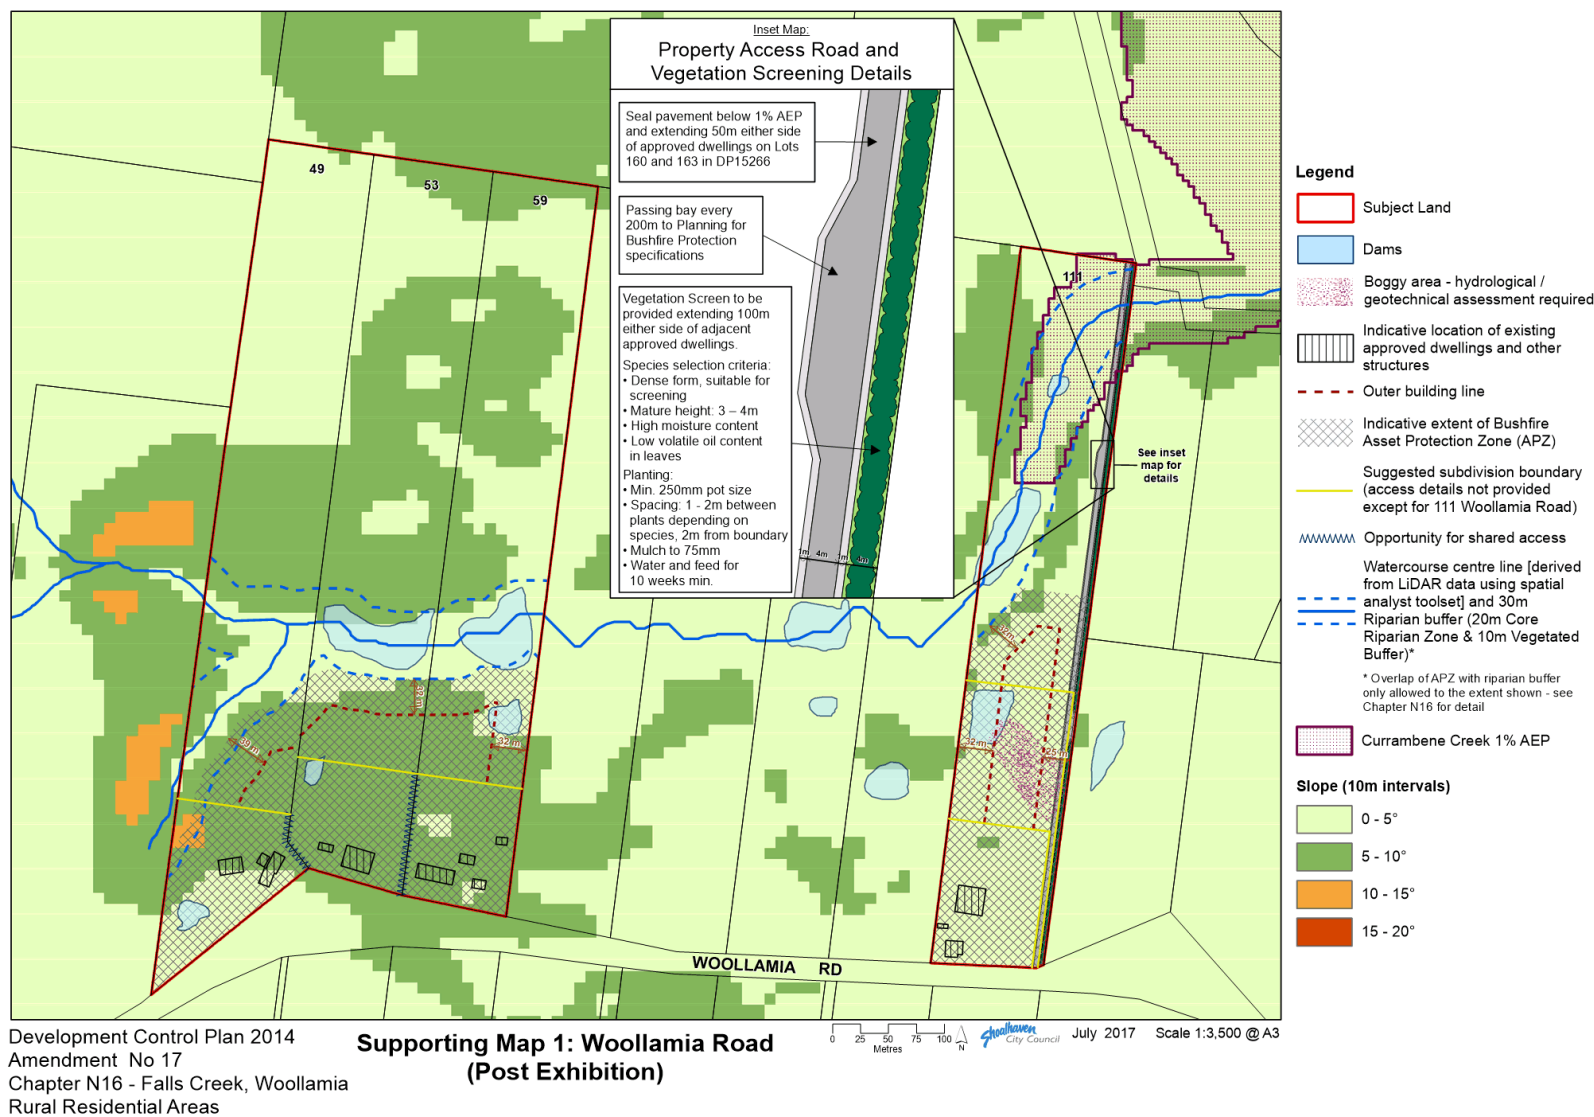 Inset Map:
Property Access Road and
Vegetation Screening Details
Seal pavement below 1% AEP
and extending 50m either side
of approved dwellings on Lots
160 and 163 in DP15266
Passing bay every
200m to Planning for
Bushfire Protection
specifications
Vegetation Screen to be
provided extending 100m
either side of adjacent
approved dwellings.
Species selection criteria:
• Dense form, suitable for
screening
• Mature height: 3 – 4m
• High moisture content
• Low volatile oil content
in leaves
Planting:
• Min. 250mm pot size
• Spacing: 1 - 2m between
plants depending on
species, 2m from boundary
• Mulch to 75mm
• Water and feed for
10 weeks min.
1m 4m 1m 4m
49
53
59
111
See inset
map for
details
32m
32 m
39 m
32 m
32 m
25 m
WOOLLAMIA RD
Legend
Subject Land
Dams
Boggy area - hydrological /
geotechnical assessment required
Indicative location of existing
approved dwellings and other
structures
Outer building line
Indicative extent of Bushfire
Asset Protection Zone (APZ)
Suggested subdivision boundary
(access details not provided
except for 111 Woollamia Road)
Opportunity for shared access
Watercourse centre line [derived
from LiDAR data using spatial
analyst toolset] and 30m
Riparian buffer (20m Core
Riparian Zone & 10m Vegetated
Buffer)*
* Overlap of APZ with riparian buffer
only allowed to the extent shown - see
Chapter N16 for detail
Currambene Creek 1% AEP
Slope (10m intervals)
0 - 5°
5 - 10°
10 - 15°
15 - 20°
Development Control Plan 2014
Amendment No 17
Chapter N16 - Falls Creek, Woollamia
Rural Residential Areas
Supporting Map 1: Woollamia Road
(Post Exhibition)
0 25 50 75 100
Metres
N
Shoalhaven
City Council
July 2017
Scale 1:3,500 @ A3